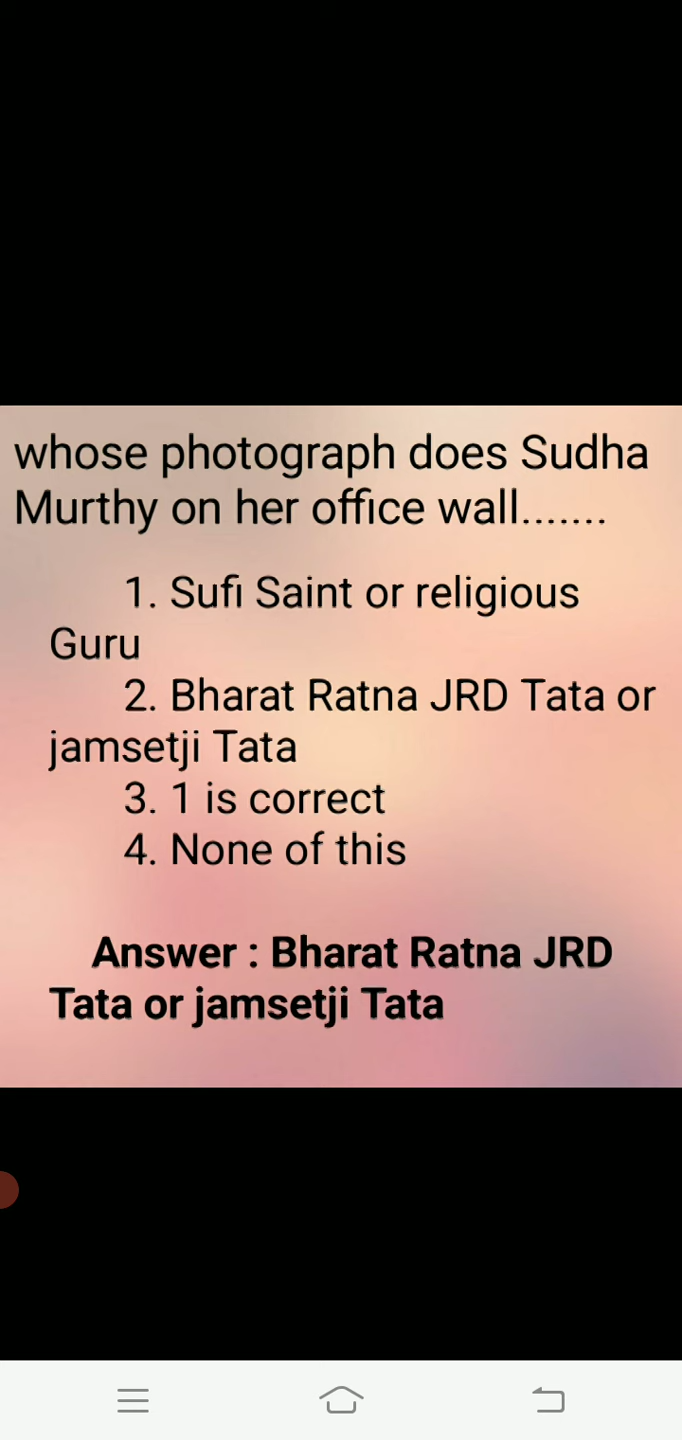 whose photograph does Sudha
Murthy on her office wall.......
1. Sufi Saint or religious
Guru
2. Bharat Ratna JRD Tata or
jamsetji Tata
3. 1 is correct
4. None of this
Answer : Bharat Ratna JRD
Tata or jamsetji Tata